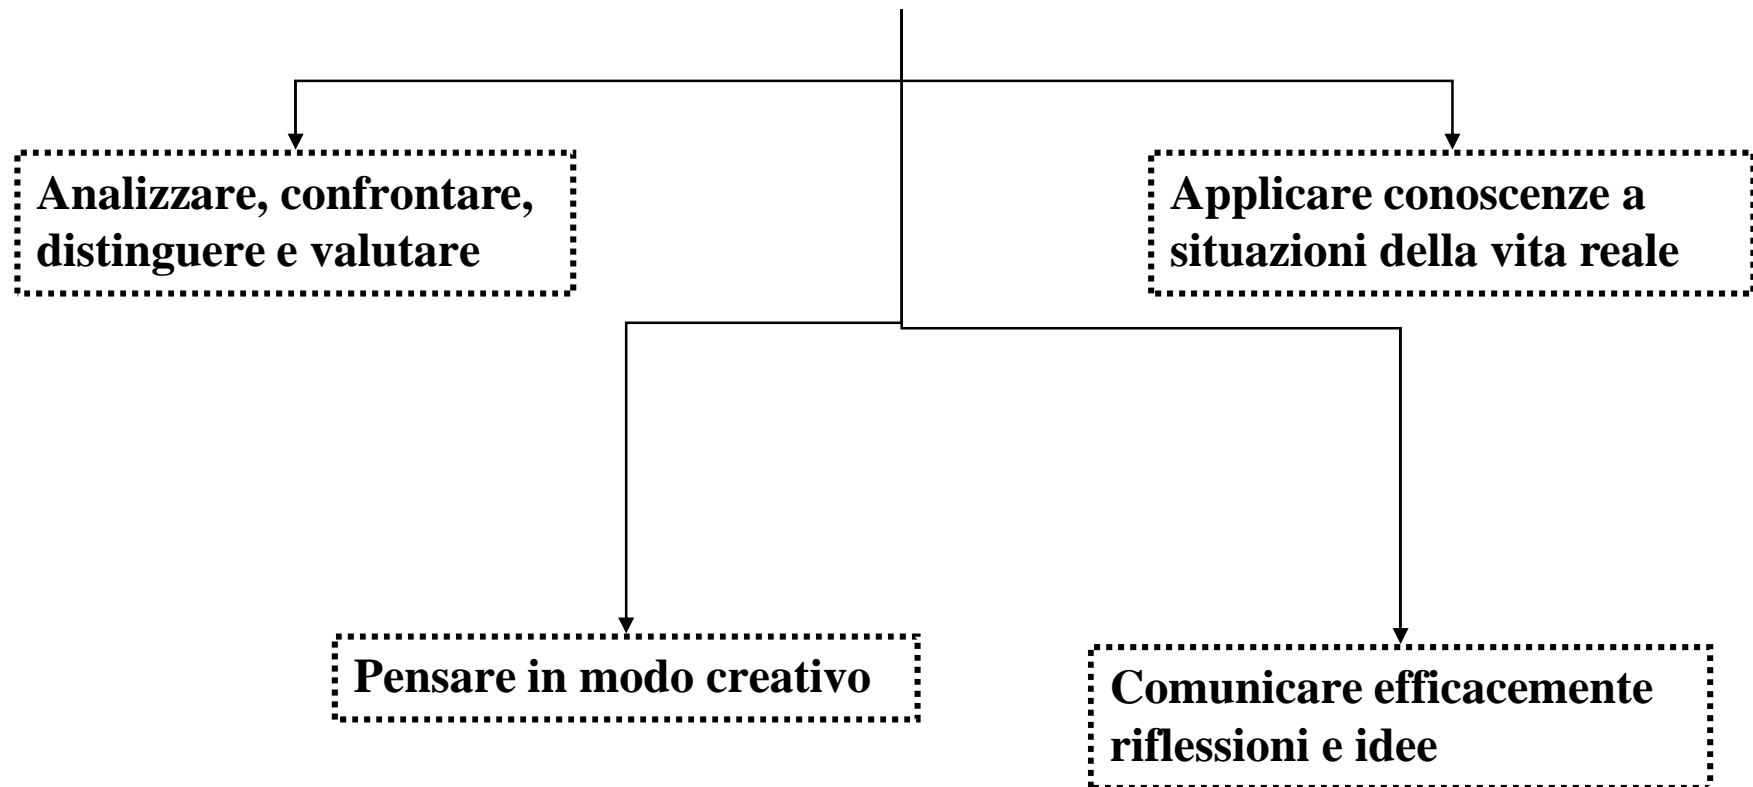 Analizzare, confrontare,
distinguere e valutare
Applicare conoscenze a
situazioni della vita reale
Pensare in modo creativo
Comunicare efficacemente
riflessioni e idee